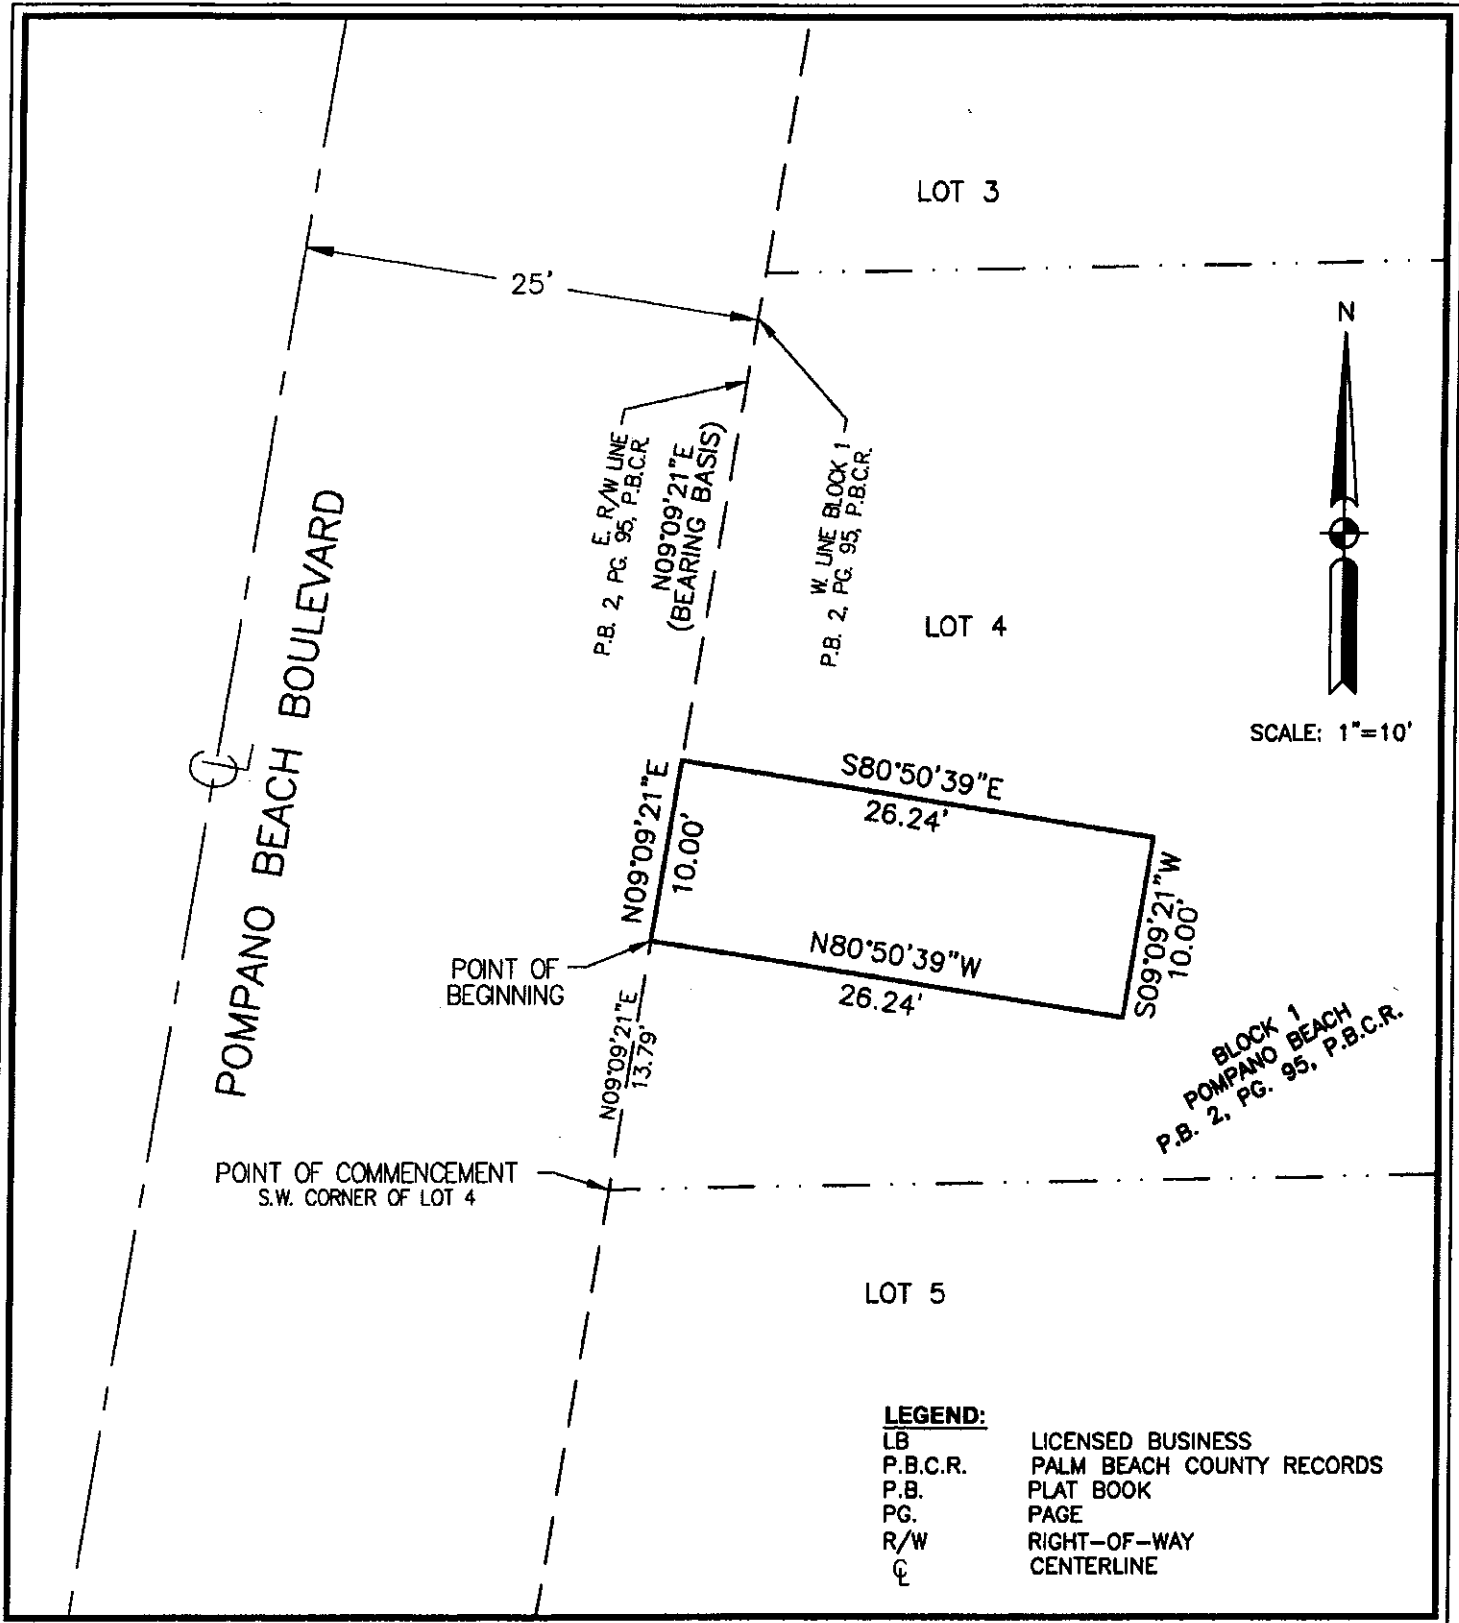 LOT 3
25'
N
E. R/W LINE
P.B. 2, PG. 95, P.B.C.R.
N09°09'21"E
(BEARING BASIS)
W. LINE BLOCK 1
P.B. 2, PG. 95, P.B.C.R.
LOT 4
POMPANO BEACH BOULEVARD
SCALE: 1"=10'
S80°50'39"E
26.24'
N09°09'21"E
10.00'
S09°09'21"W
10.00'
N80°50'39"W
26.24'
POINT OF
BEGINNING
N09°09'21"E
13.79'
BLOCK 1
POMPANO BEACH
P.B. 2, PG. 95, P.B.C.R.
POINT OF COMMENCEMENT
S.W. CORNER OF LOT 4
LOT 5
LEGEND:
LB LICENSED BUSINESS
P.B.C.R. PALM BEACH COUNTY RECORDS
P.B. PLAT BOOK
PG. PAGE
R/W RIGHT-OF-WAY
℄ CENTERLINE